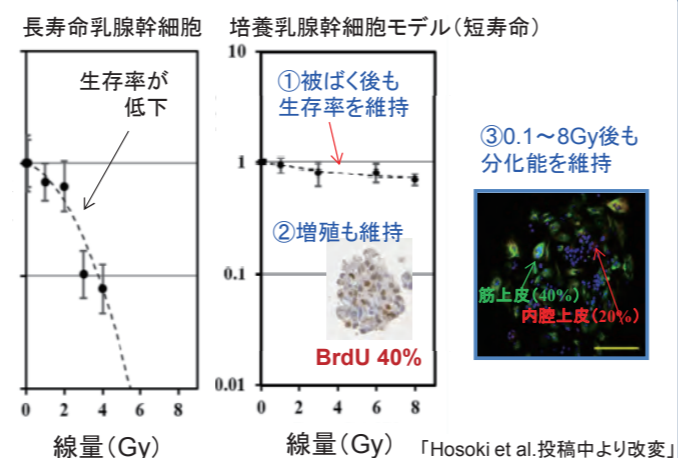 長寿命乳腺幹細胞
生存率が
低下
0 2 4 6 8
線量(Gy)
培養乳腺幹細胞モデル(短寿命)
10
1
0.1
0.01
①被ばく後も
生存率を維持
②増殖も維持
BrdU 40%
0 2 4 6 8
線量(Gy)
③0.1~8Gy後も
分化能を維持
筋上皮(40%)
内腔上皮(20%)
「Hosoki et al.投稿中より改変」